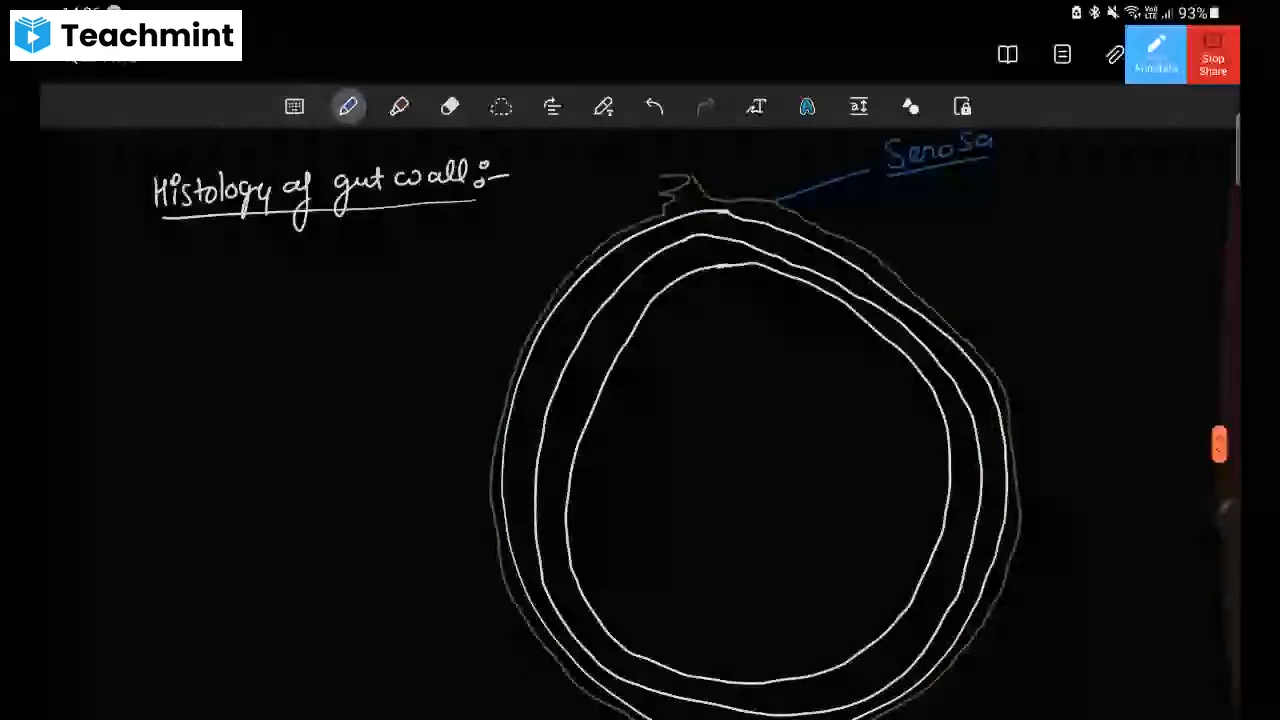 Teachmint
93%
Annotate
Stop
Share
Serosa
Histology of gut wall:-